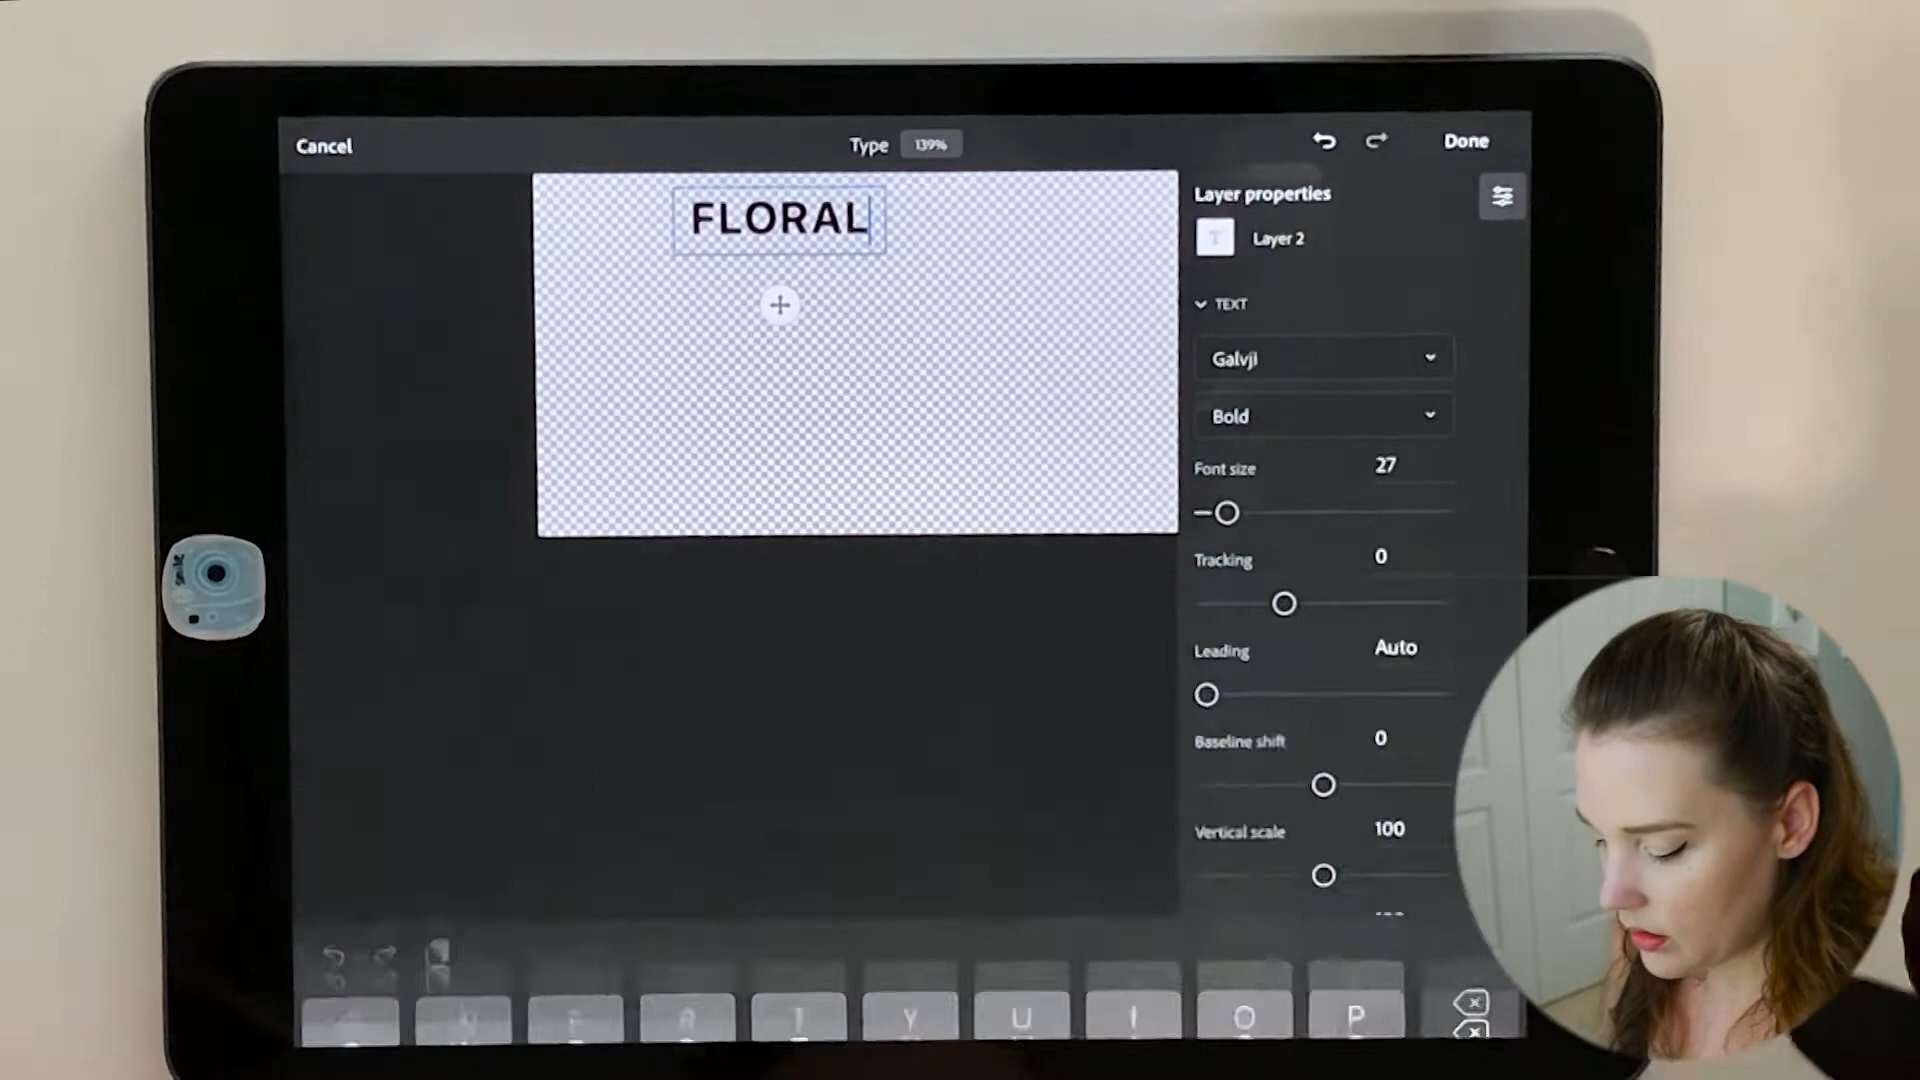 Cancel
Type 139%
Done
FLORAL
Layer properties
T Layer 2
TEXT
Galvji
Bold
Font size 27
Tracking 0
Leading Auto
Baseline shift 0
Vertical scale 100
smile
Y U I O P